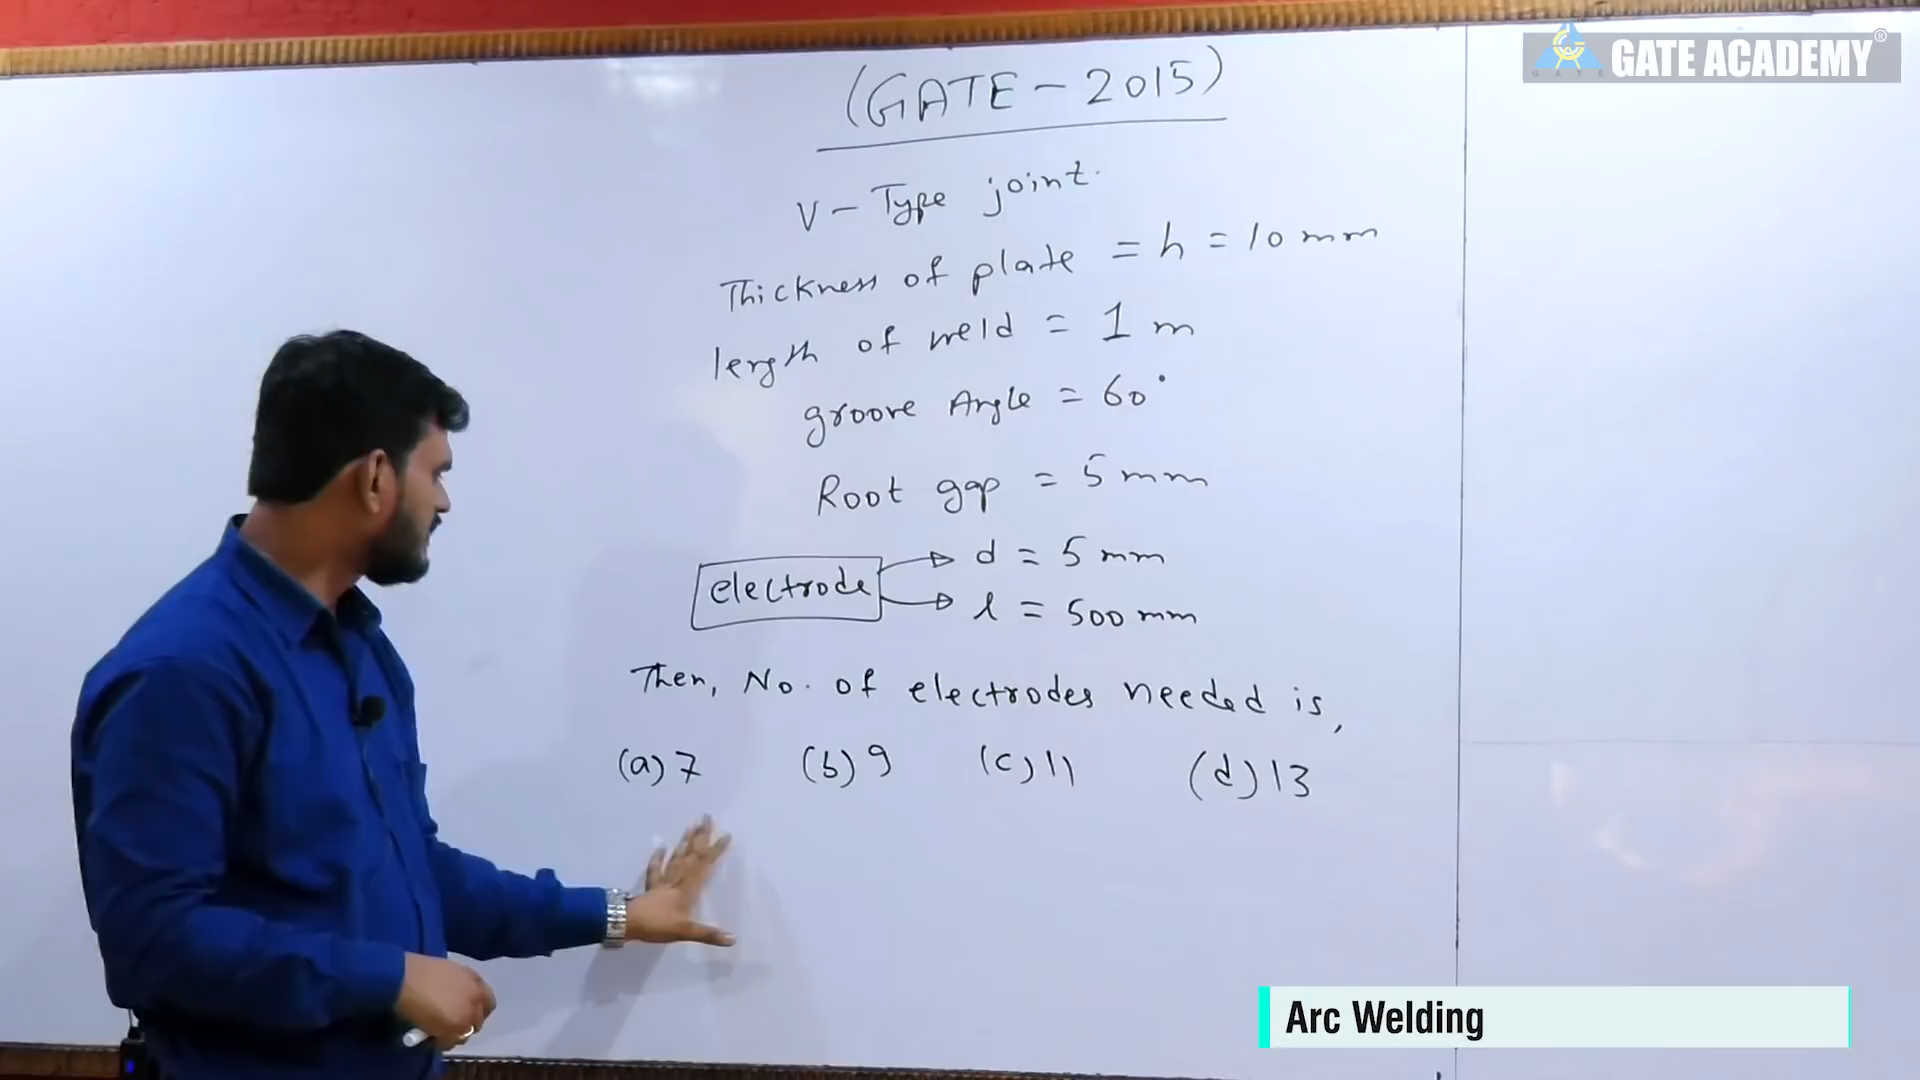 GATE ACADEMY®
GATE
(GATE - 2015)
V - Type joint.
Thickness of plate = h = 10 mm
length of weld = 1 m
groove Angle = 60°
Root gap = 5 mm
electrode
d = 5 mm
l = 500 mm
Then, No. of electrodes needed is,
(a) 7 (b) 9 (c) 11 (d) 13
Arc Welding